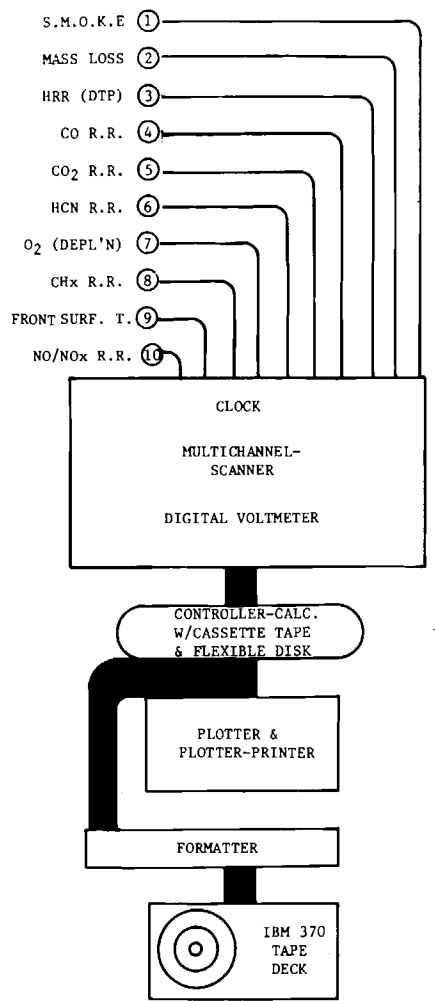 S.M.O.K.E 1
MASS LOSS 2
HRR (DTP) 3
CO R.R. 4
CO₂ R.R. 5
HCN R.R. 6
O₂ (DEPL'N) 7
CHx R.R. 8
FRONT SURF. T. 9
NO/NOx R.R. 10
CLOCK
MULTICHANNEL-
SCANNER
DIGITAL VOLTMETER
CONTROLLER-CALC.
W/CASSETTE TAPE
& FLEXIBLE DISK
PLOTTER &
PLOTTER-PRINTER
FORMATTER
IBM 370
TAPE
DECK